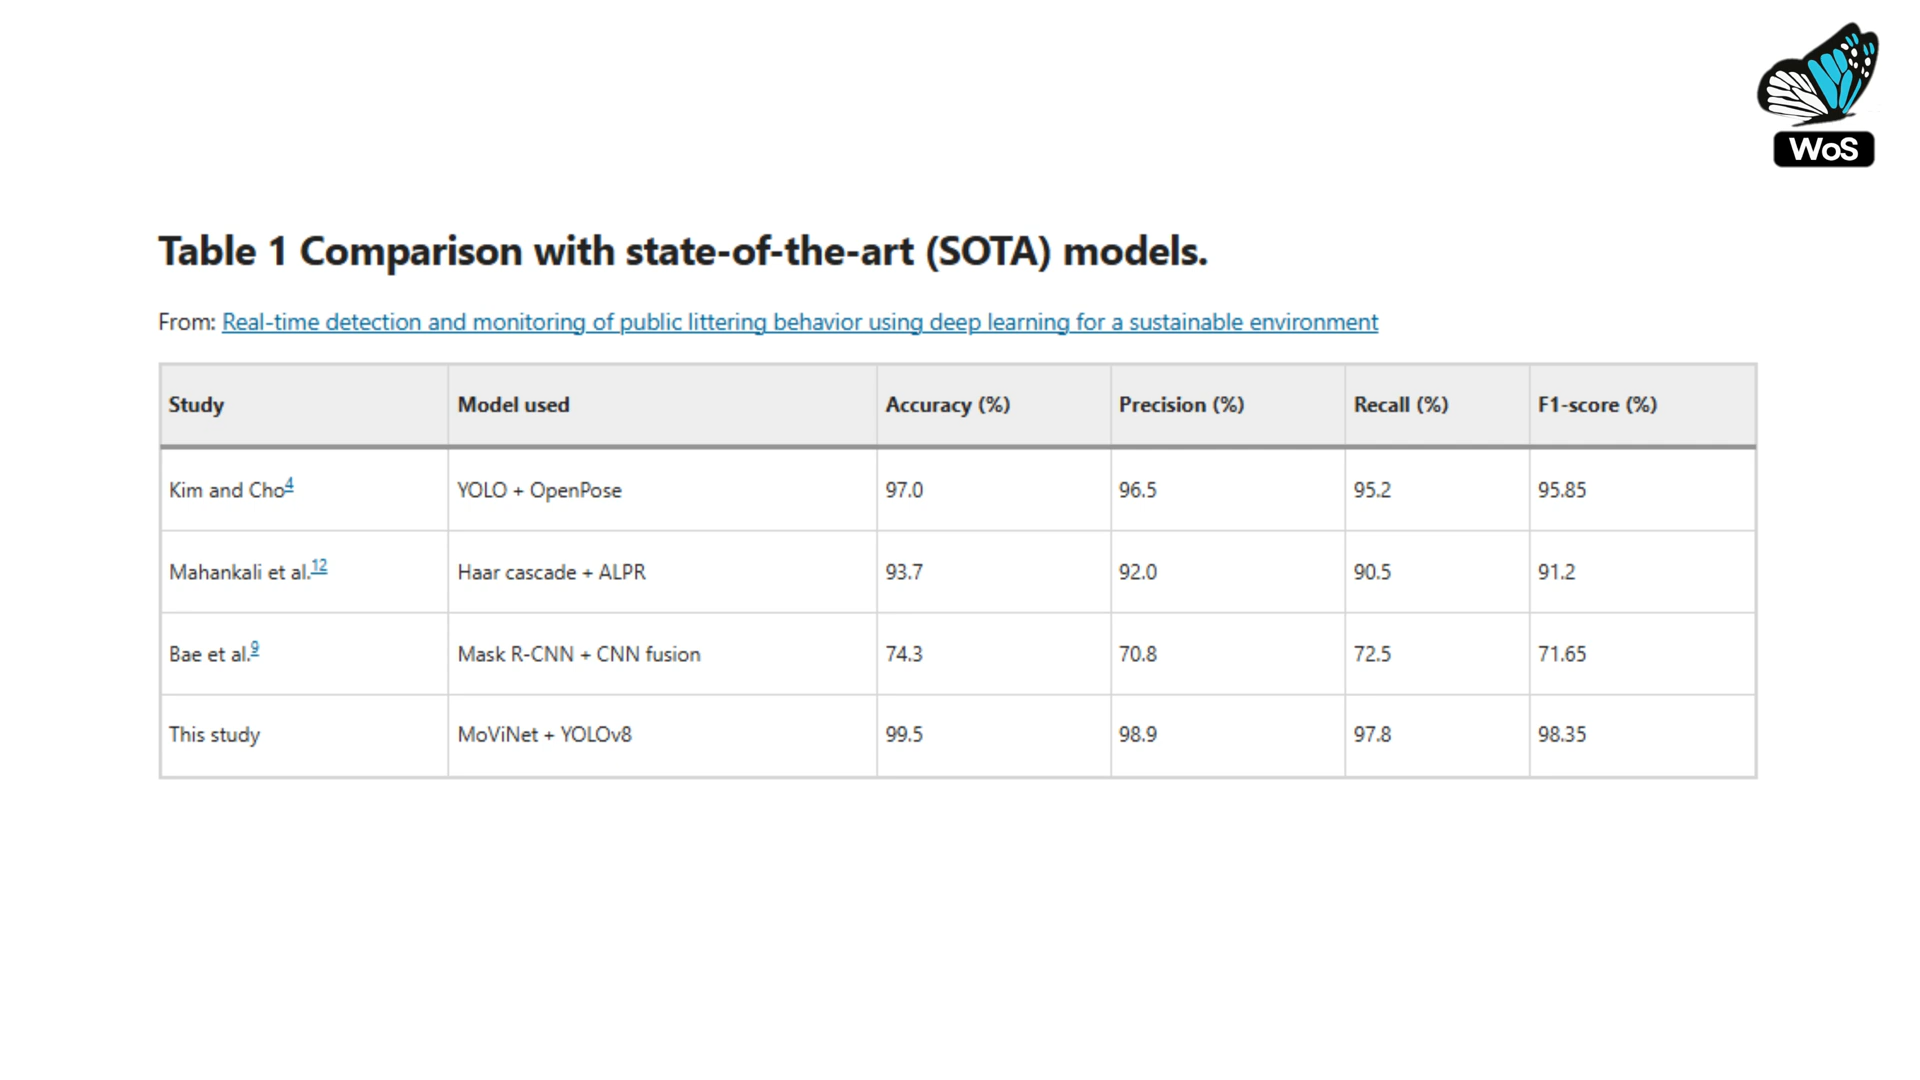 WoS
Table 1 Comparison with state-of-the-art (SOTA) models.
From: Real-time detection and monitoring of public littering behavior using deep learning for a sustainable environment
Study Model used Accuracy (%) Precision (%) Recall (%) F1-score (%)
Kim and Cho4 YOLO + OpenPose 97.0 96.5 95.2 95.85
Mahankali et al.12 Haar cascade + ALPR 93.7 92.0 90.5 91.2
Bae et al.9 Mask R-CNN + CNN fusion 74.3 70.8 72.5 71.65
This study MoViNet + YOLOv8 99.5 98.9 97.8 98.35